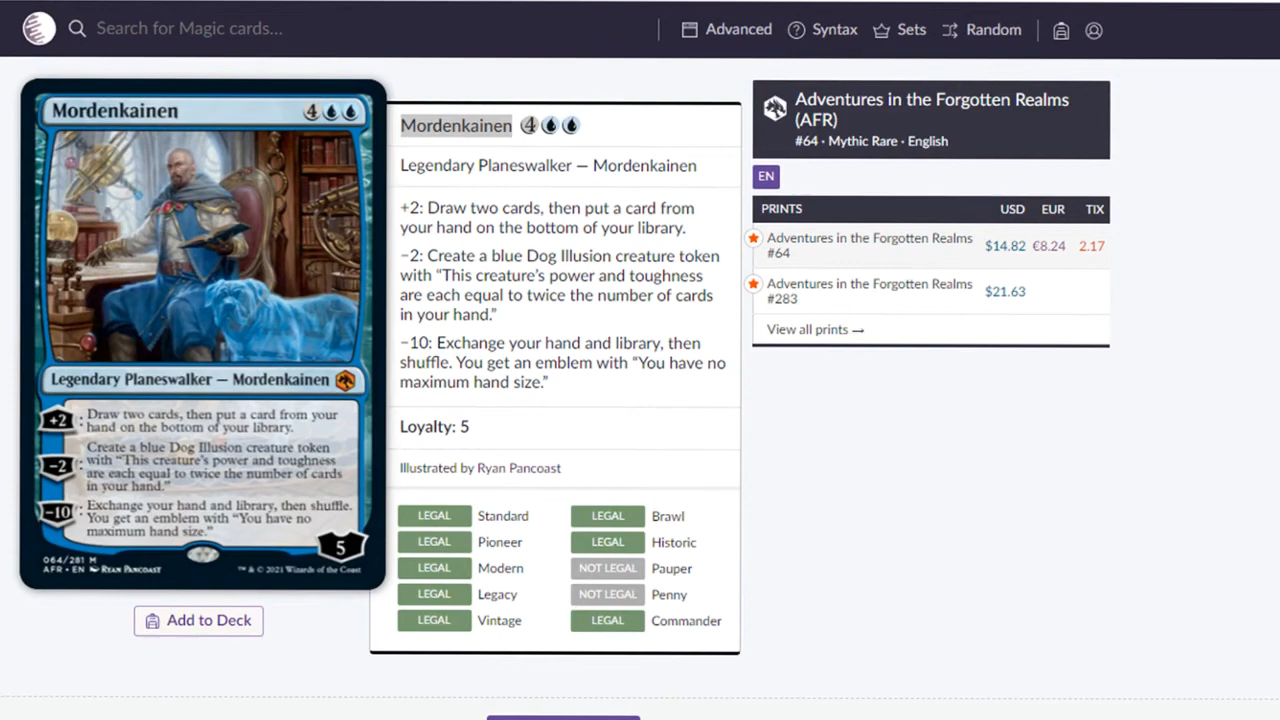 Search for Magic cards...
Advanced
Syntax
Sets
Random
Mordenkainen 4
Legendary Planeswalker — Mordenkainen
+2 : Draw two cards, then put a card from your
hand on the bottom of your library.
−2 : Create a blue Dog Illusion creature token
with “This creature’s power and toughness
are each equal to twice the number of cards
in your hand.”
−10 : Exchange your hand and library, then shuffle.
You get an emblem with “You have no
maximum hand size.”
5
064/281 M
AFR • EN Ryan Pancoast
™ & © 2021 Wizards of the Coast
Add to Deck
Mordenkainen 4
Legendary Planeswalker — Mordenkainen
+2: Draw two cards, then put a card from
your hand on the bottom of your library.
−2: Create a blue Dog Illusion creature token
with “This creature’s power and toughness
are each equal to twice the number of cards
in your hand.”
−10: Exchange your hand and library, then
shuffle. You get an emblem with “You have no
maximum hand size.”
Loyalty: 5
Illustrated by Ryan Pancoast
LEGAL Standard LEGAL Brawl
LEGAL Pioneer LEGAL Historic
LEGAL Modern NOT LEGAL Pauper
LEGAL Legacy NOT LEGAL Penny
LEGAL Vintage LEGAL Commander
Adventures in the Forgotten Realms
(AFR)
#64 · Mythic Rare · English
EN
PRINTS USD EUR TIX
Adventures in the Forgotten Realms
#64 $14.82 €8.24 2.17
Adventures in the Forgotten Realms
#283 $21.63
View all prints →